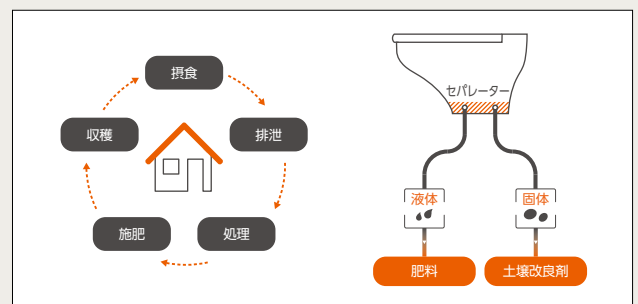 摂食
排泄
処理
施肥
収穫
セパレーター
液体
固体
肥料
土壌改良剤